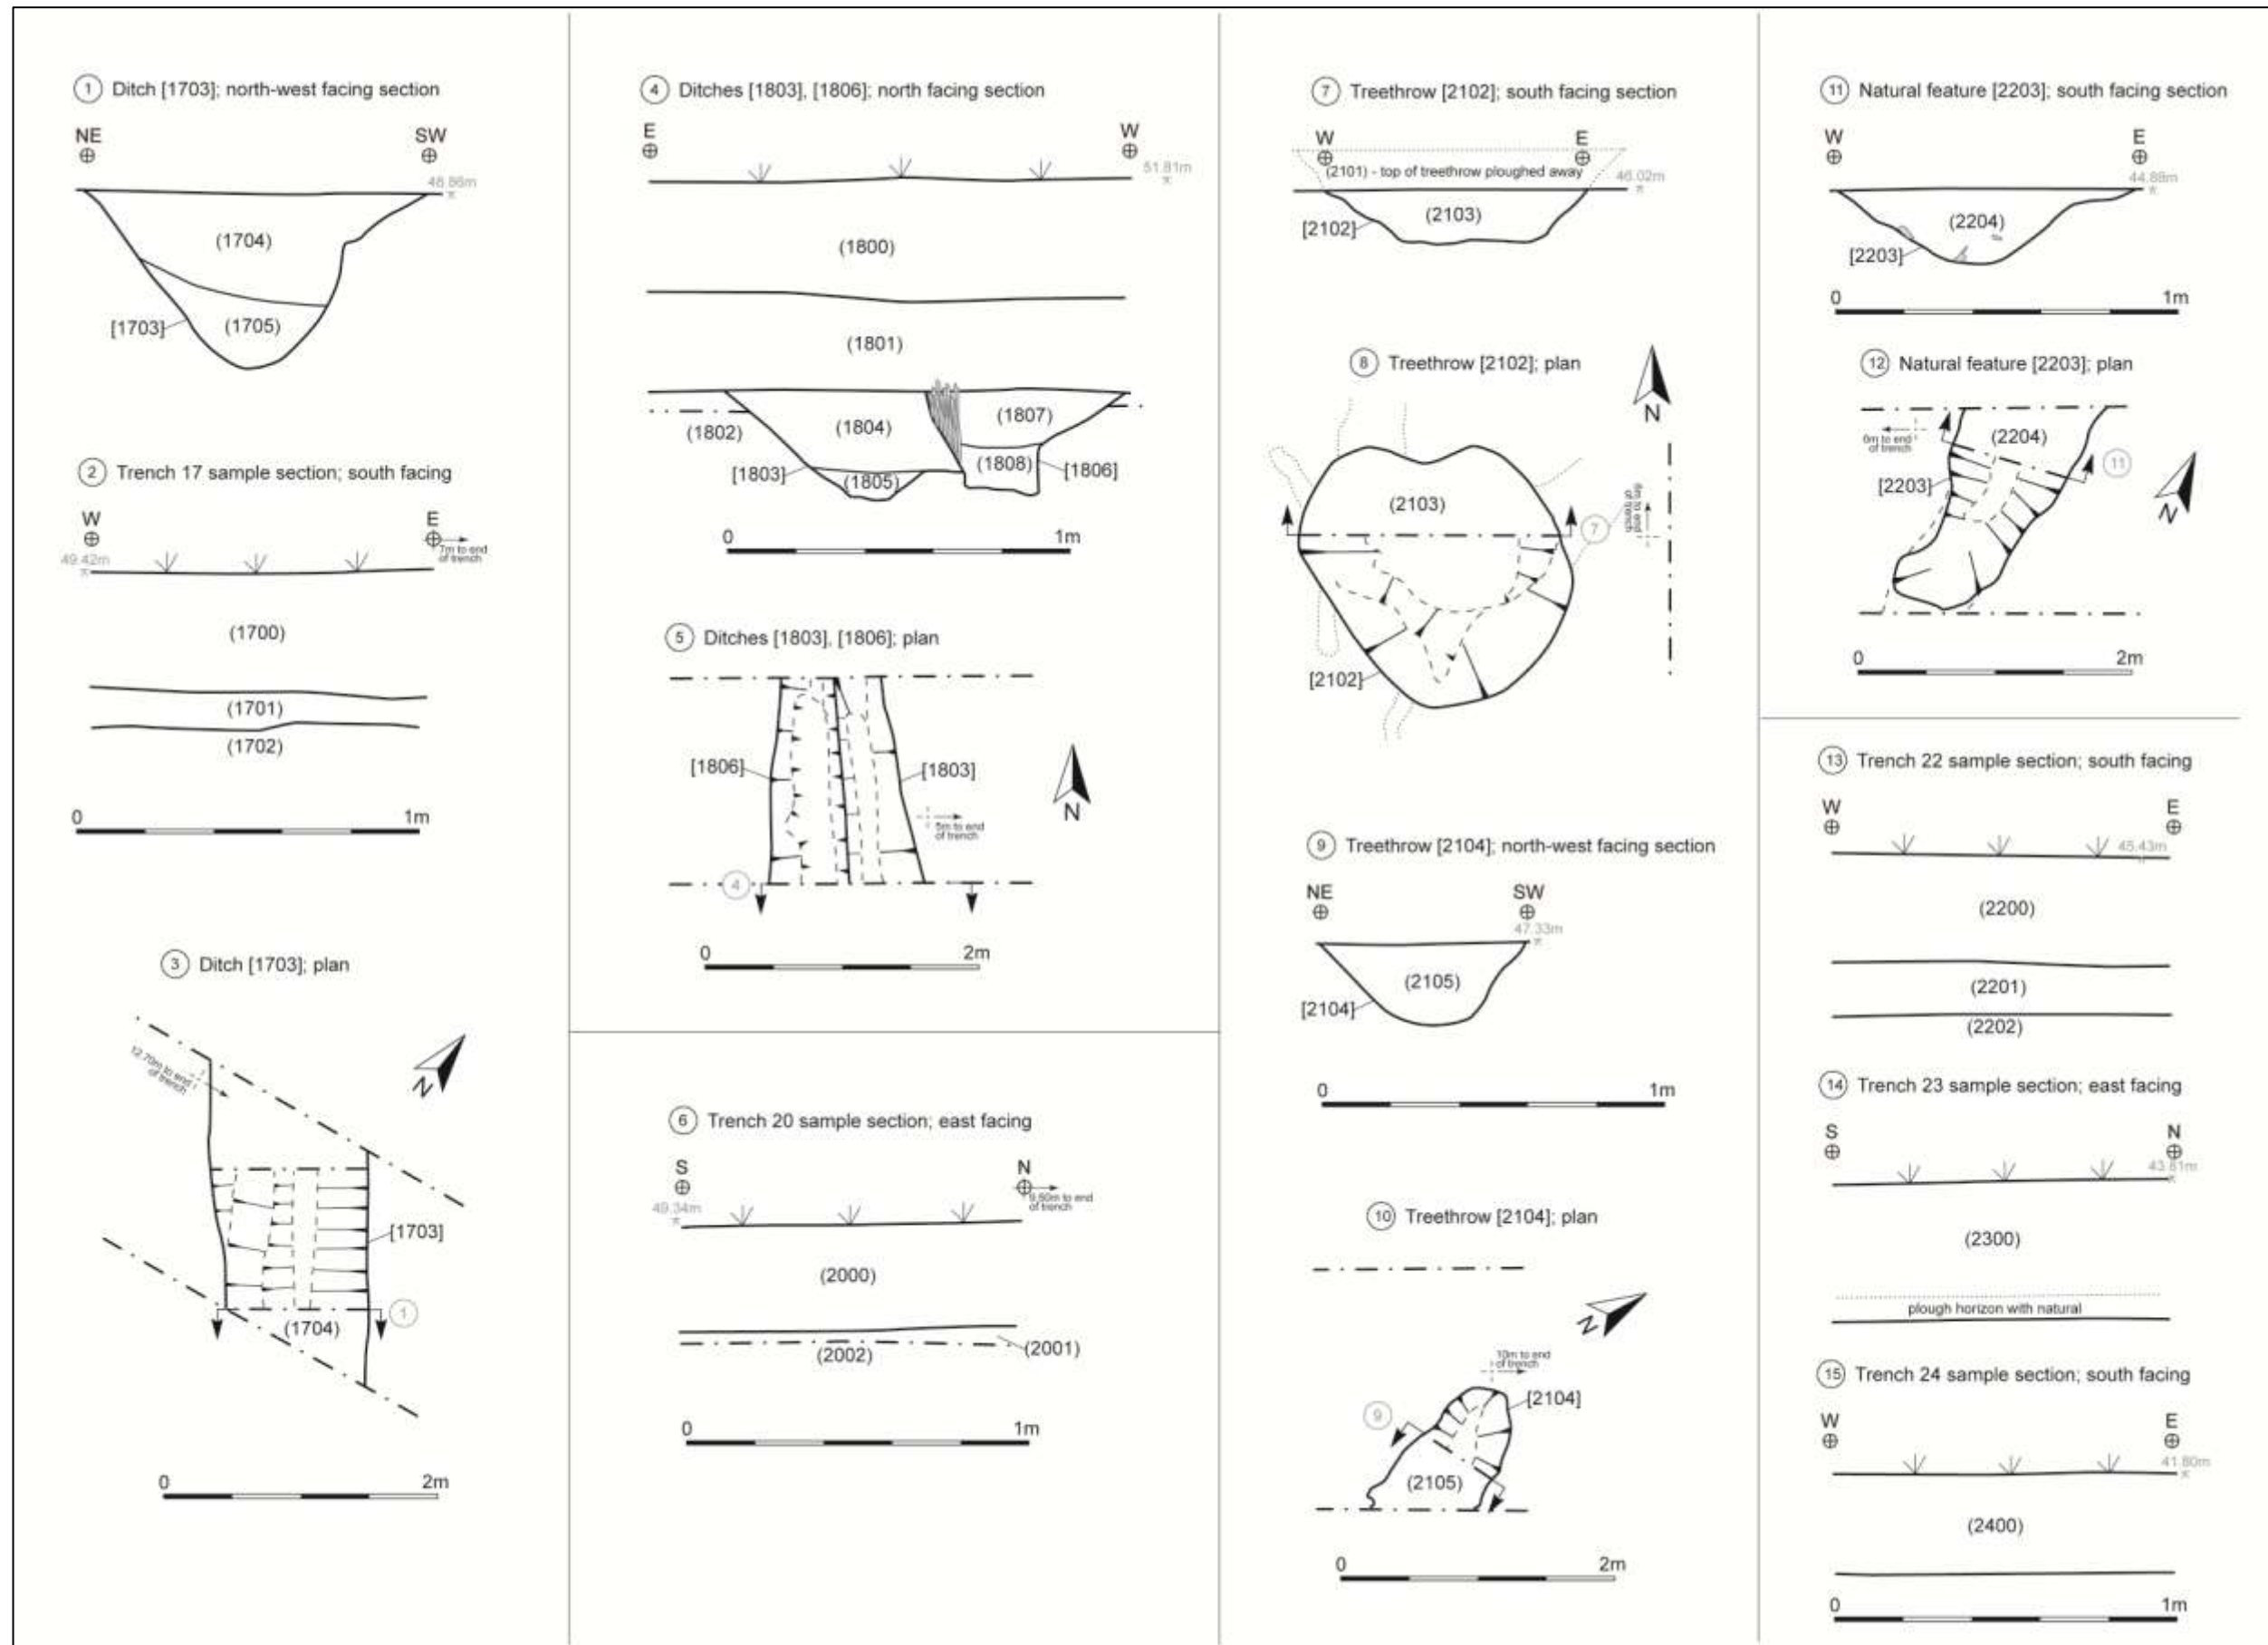 1 Ditch [1703]; north-west facing section
NE
SW
48.86m
(1704)
[1703]
(1705)
2 Trench 17 sample section; south facing
W
E
49.42m
7m to end
of trench
(1700)
(1701)
(1702)
0
1m
3 Ditch [1703]; plan
12.70m to end
of trench
N
[1703]
1
(1704)
0
2m
4 Ditches [1803], [1806]; north facing section
E
W
51.81m
(1800)
(1801)
(1802)
(1804)
(1807)
[1803]
(1805)
(1808)
[1806]
0
1m
5 Ditches [1803], [1806]; plan
[1806]
[1803]
N
5m to end
of trench
4
0
2m
6 Trench 20 sample section; east facing
S
N
49.34m
9.60m to end
of trench
(2000)
(2001)
(2002)
0
1m
7 Treethrow [2102]; south facing section
W
E
(2101) - top of treethrow ploughed away
46.02m
(2103)
[2102]
8 Treethrow [2102]; plan
N
(2103)
7
6m to end
of trench
[2102]
9 Treethrow [2104]; north-west facing section
NE
SW
47.33m
(2105)
[2104]
0
1m
10 Treethrow [2104]; plan
N
10m to end
of trench
[2104]
9
(2105)
0
2m
11 Natural feature [2203]; south facing section
W
E
44.88m
(2204)
[2203]
0
1m
12 Natural feature [2203]; plan
6m to end
of trench
(2204)
11
[2203]
N
0
2m
13 Trench 22 sample section; south facing
W
E
45.43m
(2200)
(2201)
(2202)
14 Trench 23 sample section; east facing
S
N
43.81m
(2300)
plough horizon with natural
15 Trench 24 sample section; south facing
W
E
41.80m
(2400)
0
1m